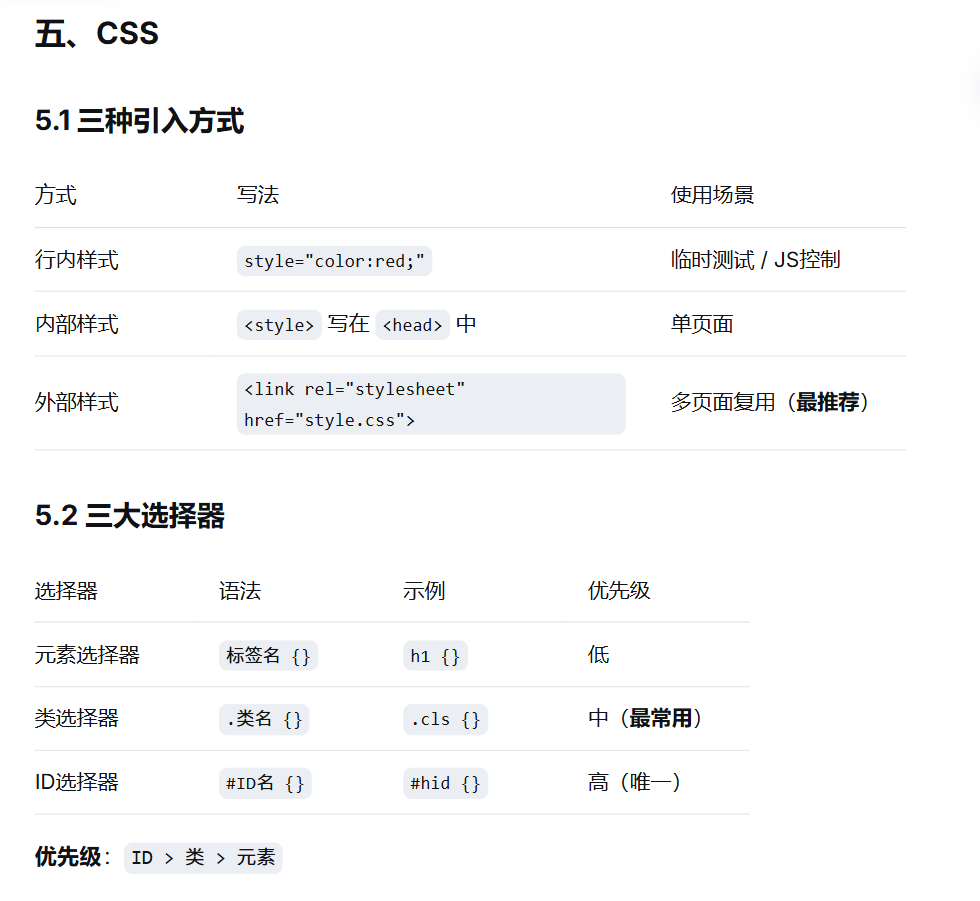 五、CSS
5.1 三种引入方式
方式 写法 使用场景
行内样式 style="color:red;" 临时测试 / JS控制
内部样式 <style> 写在 <head> 中 单页面
外部样式 <link rel="stylesheet" href="style.css"> 多页面复用（最推荐）
5.2 三大选择器
选择器 语法 示例 优先级
元素选择器 标签名 {} h1 {} 低
类选择器 .类名 {} .cls {} 中（最常用）
ID选择器 #ID名 {} #hid {} 高（唯一）
优先级： ID > 类 > 元素